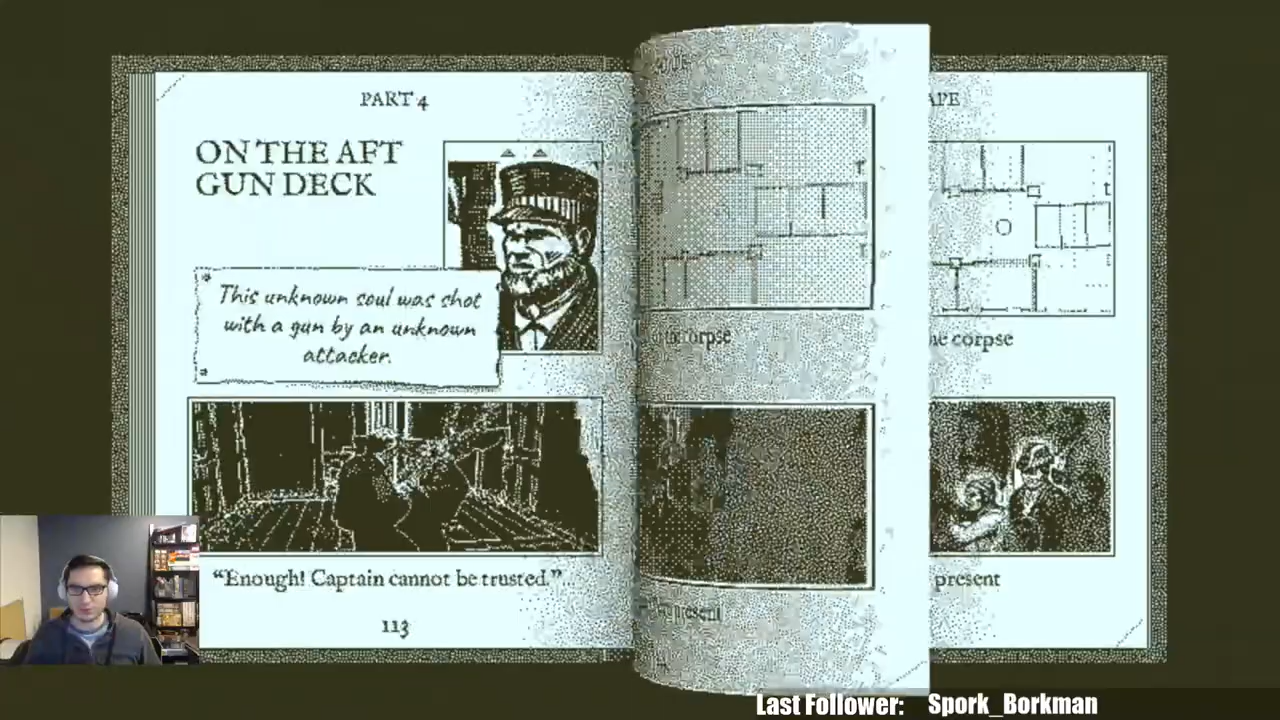 PART 4
ON THE AFT
GUN DECK
This unknown soul was shot
with a gun by an unknown
attacker.
“Enough! Captain cannot be trusted.”
113
corpse
present
corpse
present
Last Follower: Spork_Borkman